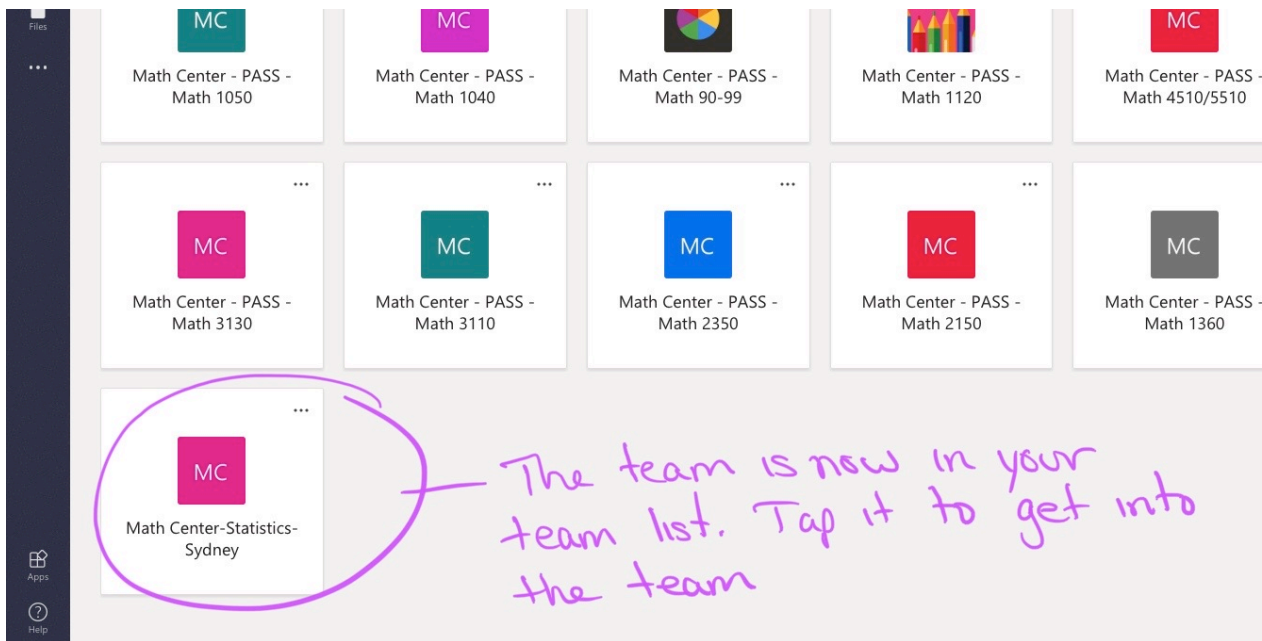 Files
...
MC
Math Center - PASS -
Math 1050
MC
Math Center - PASS -
Math 1040
Math Center - PASS -
Math 90-99
Math Center - PASS -
Math 1120
MC
Math Center - PASS -
Math 4510/5510
...
MC
Math Center - PASS -
Math 3130
...
MC
Math Center - PASS -
Math 3110
...
MC
Math Center - PASS -
Math 2350
...
MC
Math Center - PASS -
Math 2150
MC
Math Center - PASS -
Math 1360
...
MC
Math Center-Statistics-
Sydney
The team is now in your
team list. Tap it to get into
the team
Apps
?
Help